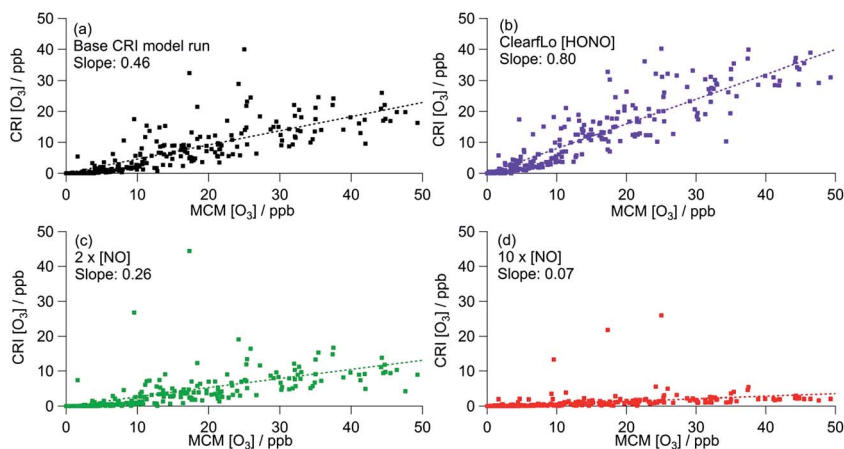 (a)
Base CRI model run
Slope: 0.46
CRI [O₃] / ppb
50
40
30
20
10
0
0 10 20 30 40 50
MCM [O₃] / ppb
(b)
ClearfLo [HONO]
Slope: 0.80
CRI [O₃] / ppb
50
40
30
20
10
0
0 10 20 30 40 50
MCM [O₃] / ppb
(c)
2 x [NO]
Slope: 0.26
CRI [O₃] / ppb
50
40
30
20
10
0
0 10 20 30 40 50
MCM [O₃] / ppb
(d)
10 x [NO]
Slope: 0.07
CRI [O₃] / ppb
50
40
30
20
10
0
0 10 20 30 40 50
MCM [O₃] / ppb